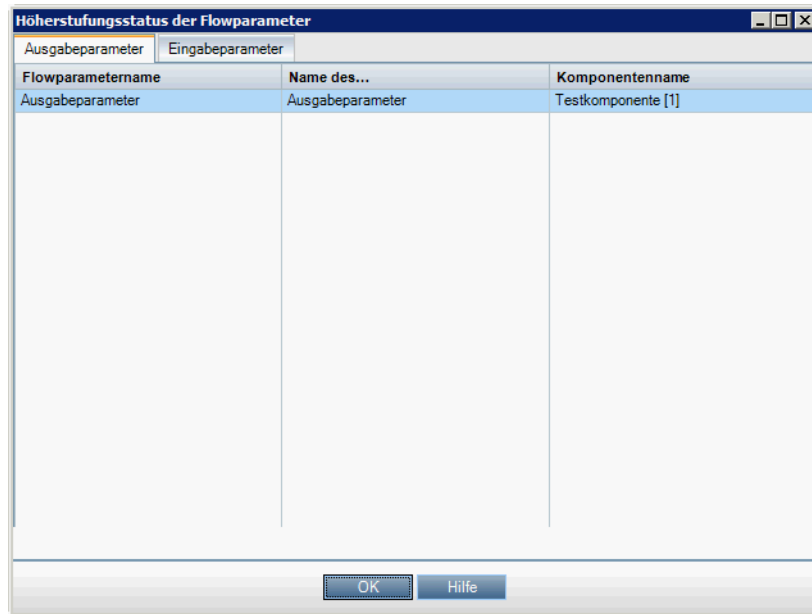 Höherstufungsstatus der Flowparameter
Ausgabeparameter Eingabeparameter
Flowparametername Name des... Komponentenname
Ausgabeparameter Ausgabeparameter Testkomponente [1]
OK Hilfe